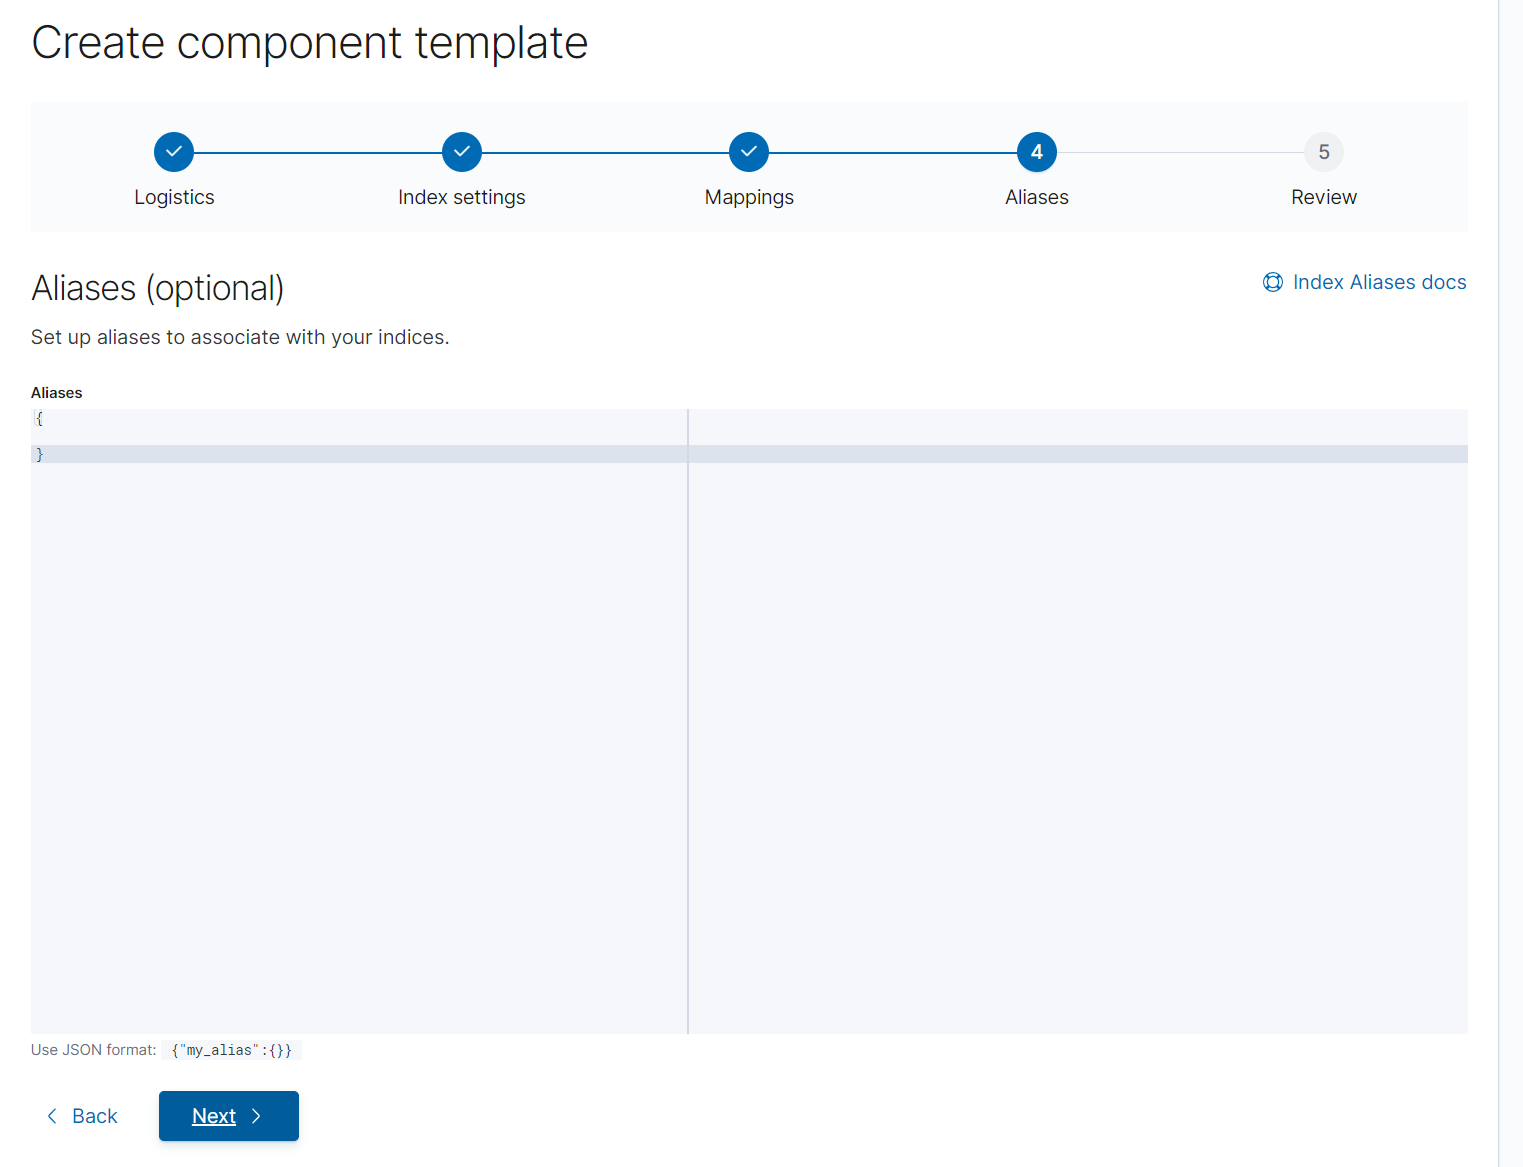 Create component template
4
5
Logistics
Index settings
Mappings
Aliases
Review
Aliases (optional)
Index Aliases docs
Set up aliases to associate with your indices.
Aliases
{
}
Use JSON format: {"my_alias":{}}
Back
Next